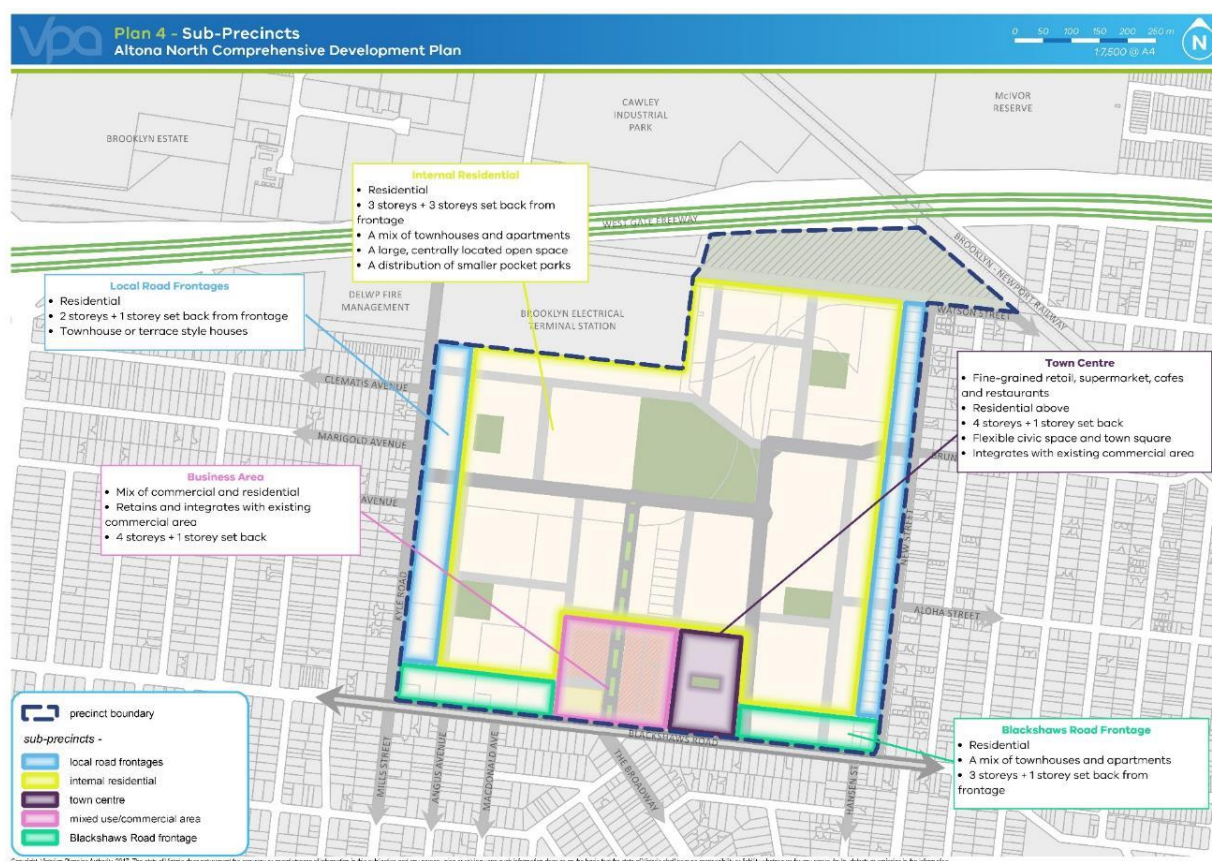 vpa
Plan 4 - Sub-Precincts
Altona North Comprehensive Development Plan
0 50 100 150 200 250 m
1:7,500 @ A4
N
BROOKLYN ESTATE
CAWLEY
INDUSTRIAL
PARK
McIVOR
RESERVE
Internal Residential
• Residential
• 3 storeys + 3 storeys set back from
frontage
• A mix of townhouses and apartments
• A large, centrally located open space
• A distribution of smaller pocket parks
WEST GATE FREEWAY
BROOKLYN - NEWPORT RAILWAY
Local Road Frontages
• Residential
• 2 storeys + 1 storey set back from frontage
• Townhouse or terrace style houses
DELWP FIRE
MANAGEMENT
BROOKLYN ELECTRICAL
TERMINAL STATION
WATSON STREET
Town Centre
• Fine-grained retail, supermarket, cafes
and restaurants
• Residential above
• 4 storeys + 1 storey set back
• Flexible civic space and town square
• Integrates with existing commercial area
CLEMATIS AVENUE
MARIGOLD AVENUE
BRUN
Business Area
• Mix of commercial and residential
• Retains and integrates with existing
commercial area
• 4 storeys + 1 storey set back
AVENUE
NEW STREET
KYLE ROAD
ALOHA STREET
BLACKSHAWS ROAD
Blackshaws Road Frontage
• Residential
• A mix of townhouses and apartments
• 3 storeys + 1 storey set back from
frontage
MILLS STREET
ANGUS AVENUE
MACDONALD AVE
THE BROADWAY
HANSEN ST
precinct boundary
sub-precincts -
local road frontages
internal residential
town centre
mixed use/commercial area
Blackshaws Road frontage